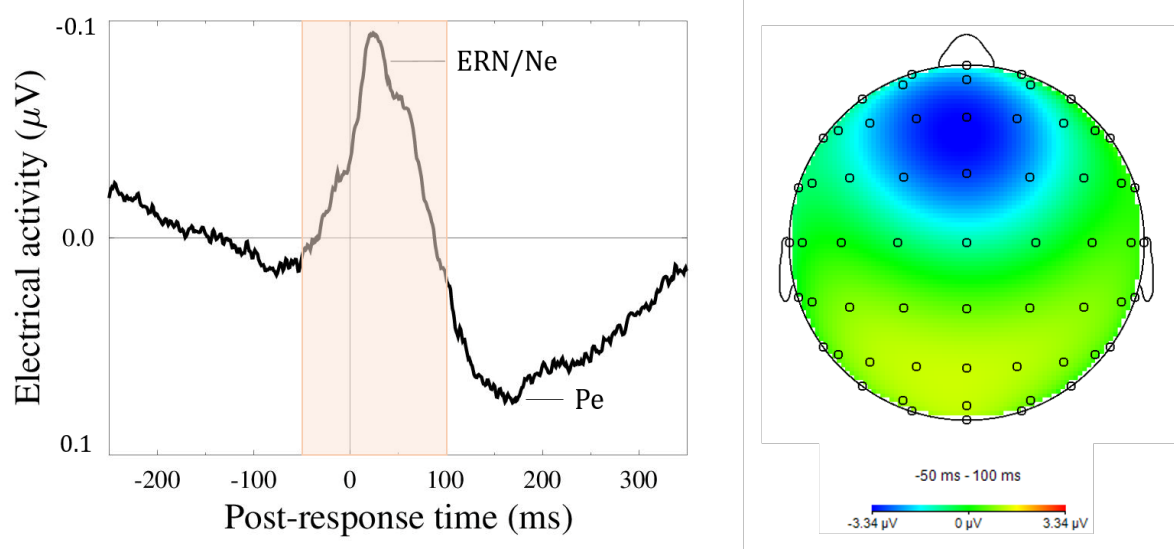 -0.1
ERN/Ne
Electrical activity (μV)
0.0
Pe
0.1
-200 -100 0 100 200 300
Post-response time (ms)
-50 ms - 100 ms
-3.34 μV 0 μV 3.34 μV